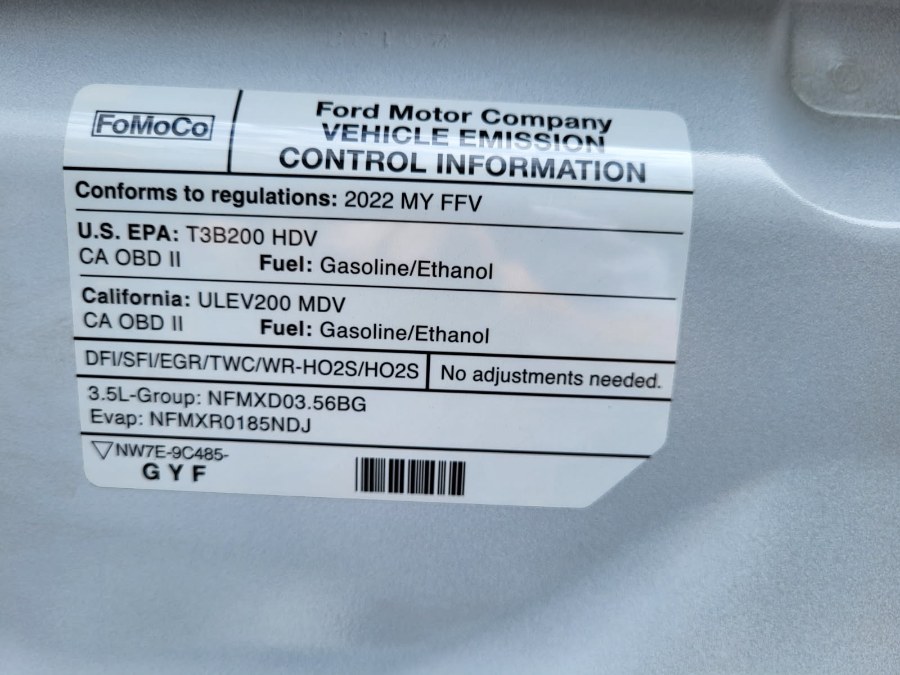 FoMoCo
Ford Motor Company
VEHICLE EMISSION
CONTROL INFORMATION
Conforms to regulations: 2022 MY FFV
U.S. EPA: T3B200 HDV
CA OBD II Fuel: Gasoline/Ethanol
California: ULEV200 MDV
CA OBD II Fuel: Gasoline/Ethanol
DFI/SFI/EGR/TWC/WR-HO2S/HO2S No adjustments needed.
3.5L-Group: NFMXD03.56BG
Evap: NFMXR0185NDJ
NW7E-9C485-
GYF